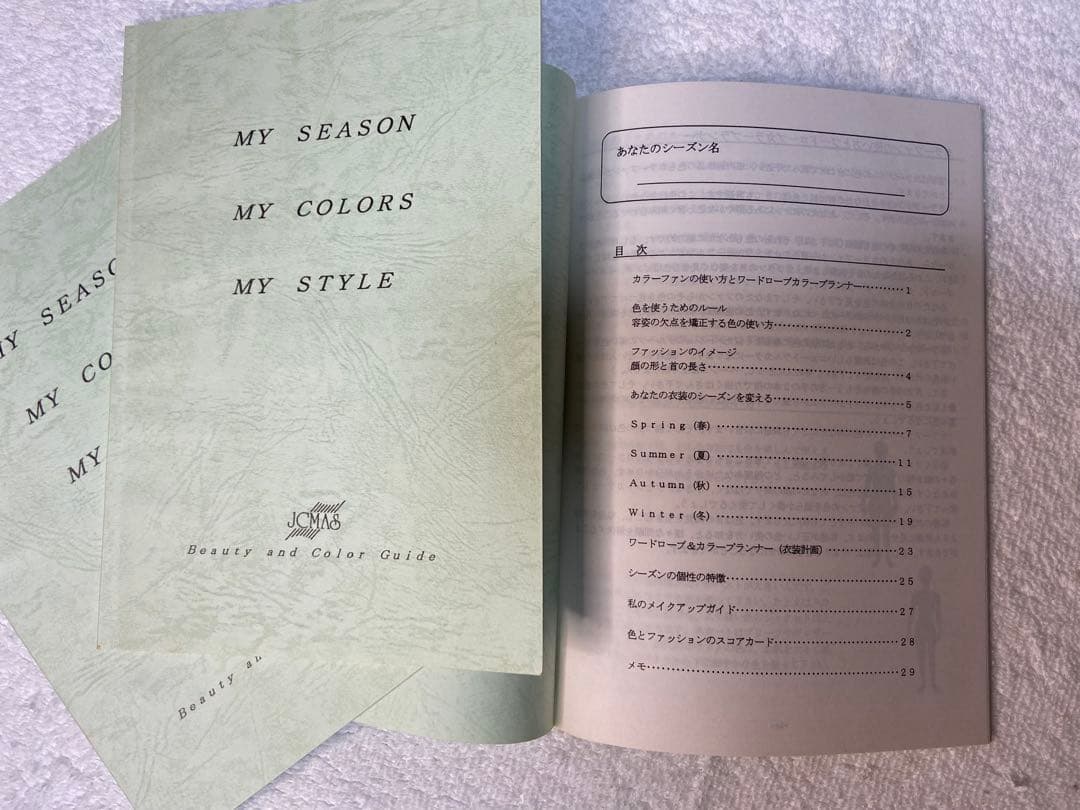 MY SEASON
MY COLORS
MY STYLE
JCMAS
Beauty and Color Guide
MY SEASO
MY CO
MY
Beauty an
あなたのシーズン名
目 次
カラーファンの使い方とワードローブカラープランナー‥‥‥‥1
色を使うためのルール
容姿の欠点を矯正する色の使い方‥‥‥‥‥‥‥‥‥‥2
ファッションのイメージ
顔の形と首の長さ‥‥‥‥‥‥‥‥‥‥‥‥‥‥‥4
あなたの衣装のシーズンを変える‥‥‥‥‥‥‥‥‥‥5
Spring(春)‥‥‥‥‥‥‥‥‥‥‥‥‥‥7
Summer(夏)‥‥‥‥‥‥‥‥‥‥‥‥‥‥11
Autumn(秋)‥‥‥‥‥‥‥‥‥‥‥‥‥‥15
Winter(冬)‥‥‥‥‥‥‥‥‥‥‥‥‥‥19
ワードローブ&カラープランナー(衣装計画)‥‥‥‥‥23
シーズンの個性の特徴‥‥‥‥‥‥‥‥‥‥‥‥‥25
私のメイクアップガイド‥‥‥‥‥‥‥‥‥‥‥‥27
色とファッションのスコアカード‥‥‥‥‥‥‥‥‥28
メモ‥‥‥‥‥‥‥‥‥‥‥‥‥‥‥‥‥‥‥29